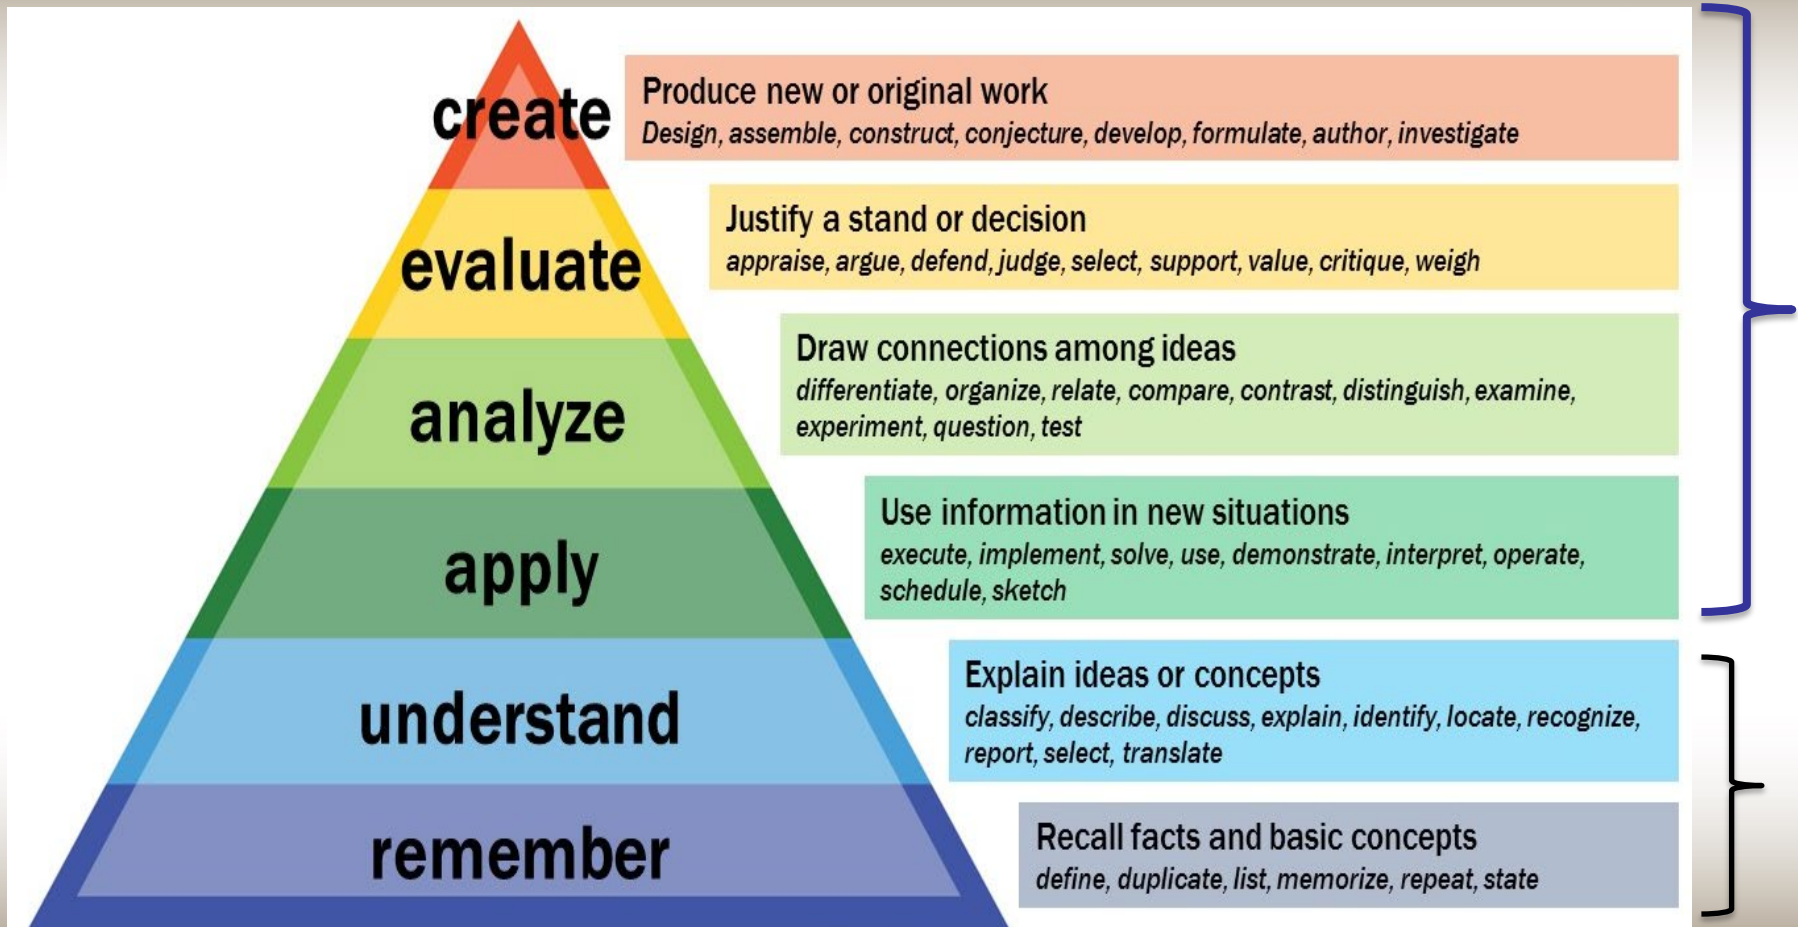 create
Produce new or original work
Design, assemble, construct, conjecture, develop, formulate, author, investigate
evaluate
Justify a stand or decision
appraise, argue, defend, judge, select, support, value, critique, weigh
analyze
Draw connections among ideas
differentiate, organize, relate, compare, contrast, distinguish, examine,
experiment, question, test
apply
Use information in new situations
execute, implement, solve, use, demonstrate, interpret, operate,
schedule, sketch
understand
Explain ideas or concepts
classify, describe, discuss, explain, identify, locate, recognize,
report, select, translate
remember
Recall facts and basic concepts
define, duplicate, list, memorize, repeat, state